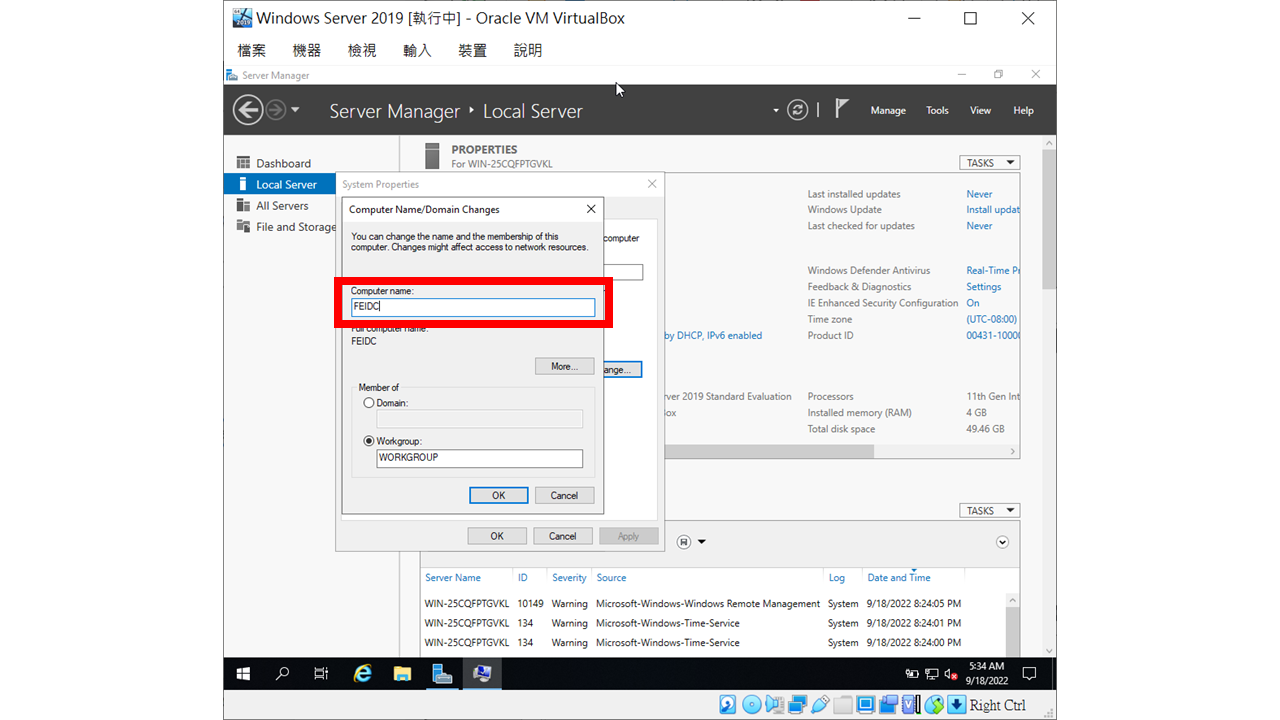 Windows Server 2019 [執行中] - Oracle VM VirtualBox
檔案 機器 檢視 輸入 裝置 說明
Server Manager
Server Manager Local Server
Manage Tools View Help
Dashboard
Local Server
All Servers
File and Storage
PROPERTIES
For WIN-25CQFPTGVKL
TASKS
System Properties
Computer Name/Domain Changes
You can change the name and the membership of this
computer. Changes might affect access to network resources.
computer
Computer name:
FEIDC
Full computer name:
FEIDC
More...
ange...
Member of
Domain:
Workgroup:
WORKGROUP
OK Cancel
OK Cancel Apply
Last installed updates Never
Windows Update Install updat
Last checked for updates Never
Windows Defender Antivirus Real-Time Pr
Feedback & Diagnostics Settings
IE Enhanced Security Configuration On
Time zone (UTC-08:00)
by DHCP, IPv6 enabled Product ID 00431-10000
ver 2019 Standard Evaluation Processors 11th Gen Int
ox Installed memory (RAM) 4 GB
Total disk space 49.46 GB
TASKS
Server Name ID Severity Source Log Date and Time
WIN-25CQFPTGVKL 10149 Warning Microsoft-Windows-Windows Remote Management System 9/18/2022 8:24:05 PM
WIN-25CQFPTGVKL 134 Warning Microsoft-Windows-Time-Service System 9/18/2022 8:24:01 PM
WIN-25CQFPTGVKL 134 Warning Microsoft-Windows-Time-Service System 9/18/2022 8:24:00 PM
5:34 AM
9/18/2022
Right Ctrl